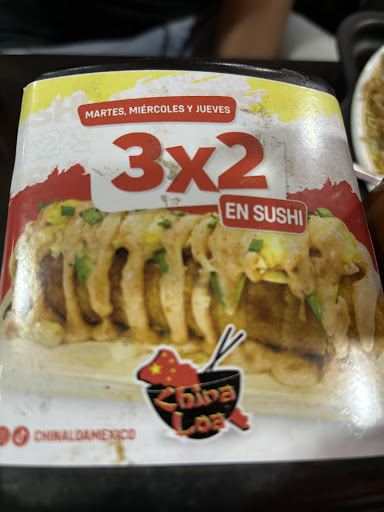 MARTES, MIÉRCOLES Y JUEVES
3x2
EN SUSHI
China
Loa
CHINALOAMEXICO